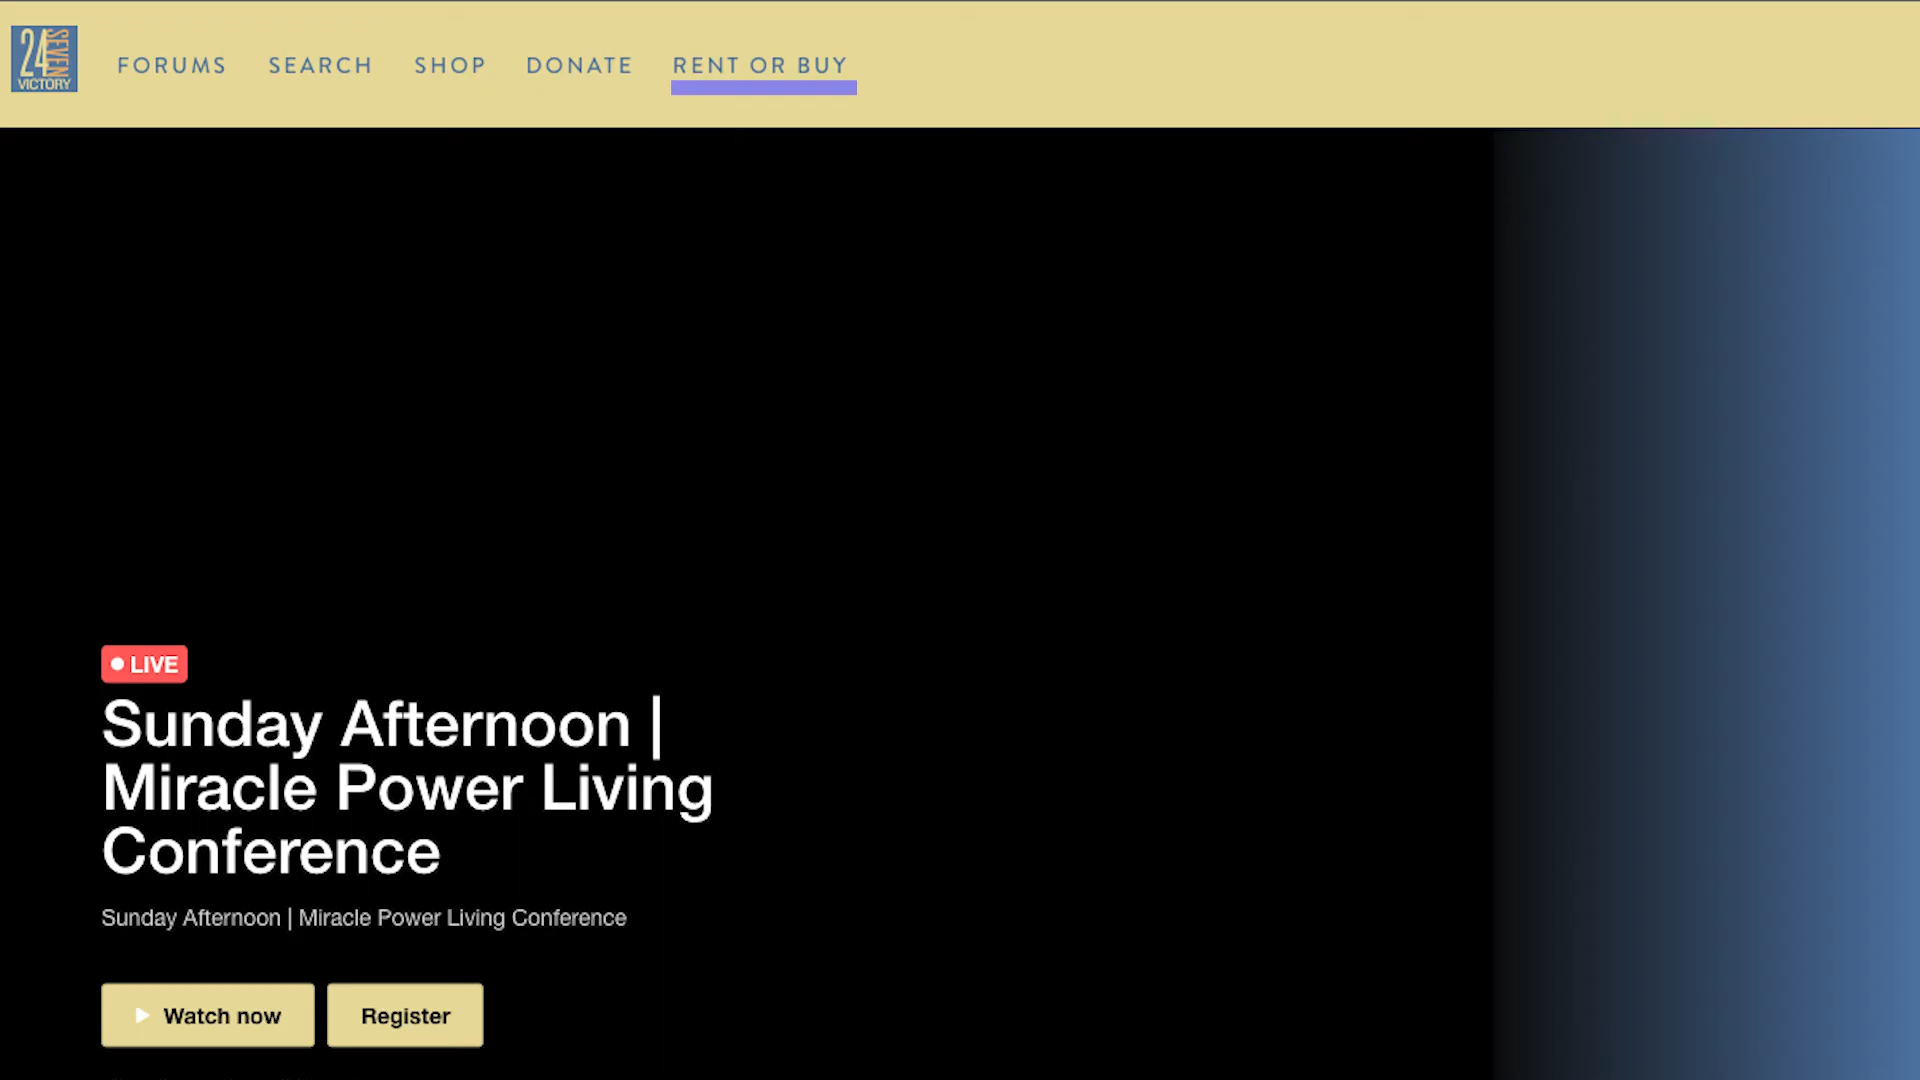 24 SEVEN
VICTORY
FORUMS SEARCH SHOP DONATE RENT OR BUY
LIVE
Sunday Afternoon |
Miracle Power Living
Conference
Sunday Afternoon | Miracle Power Living Conference
Watch now Register